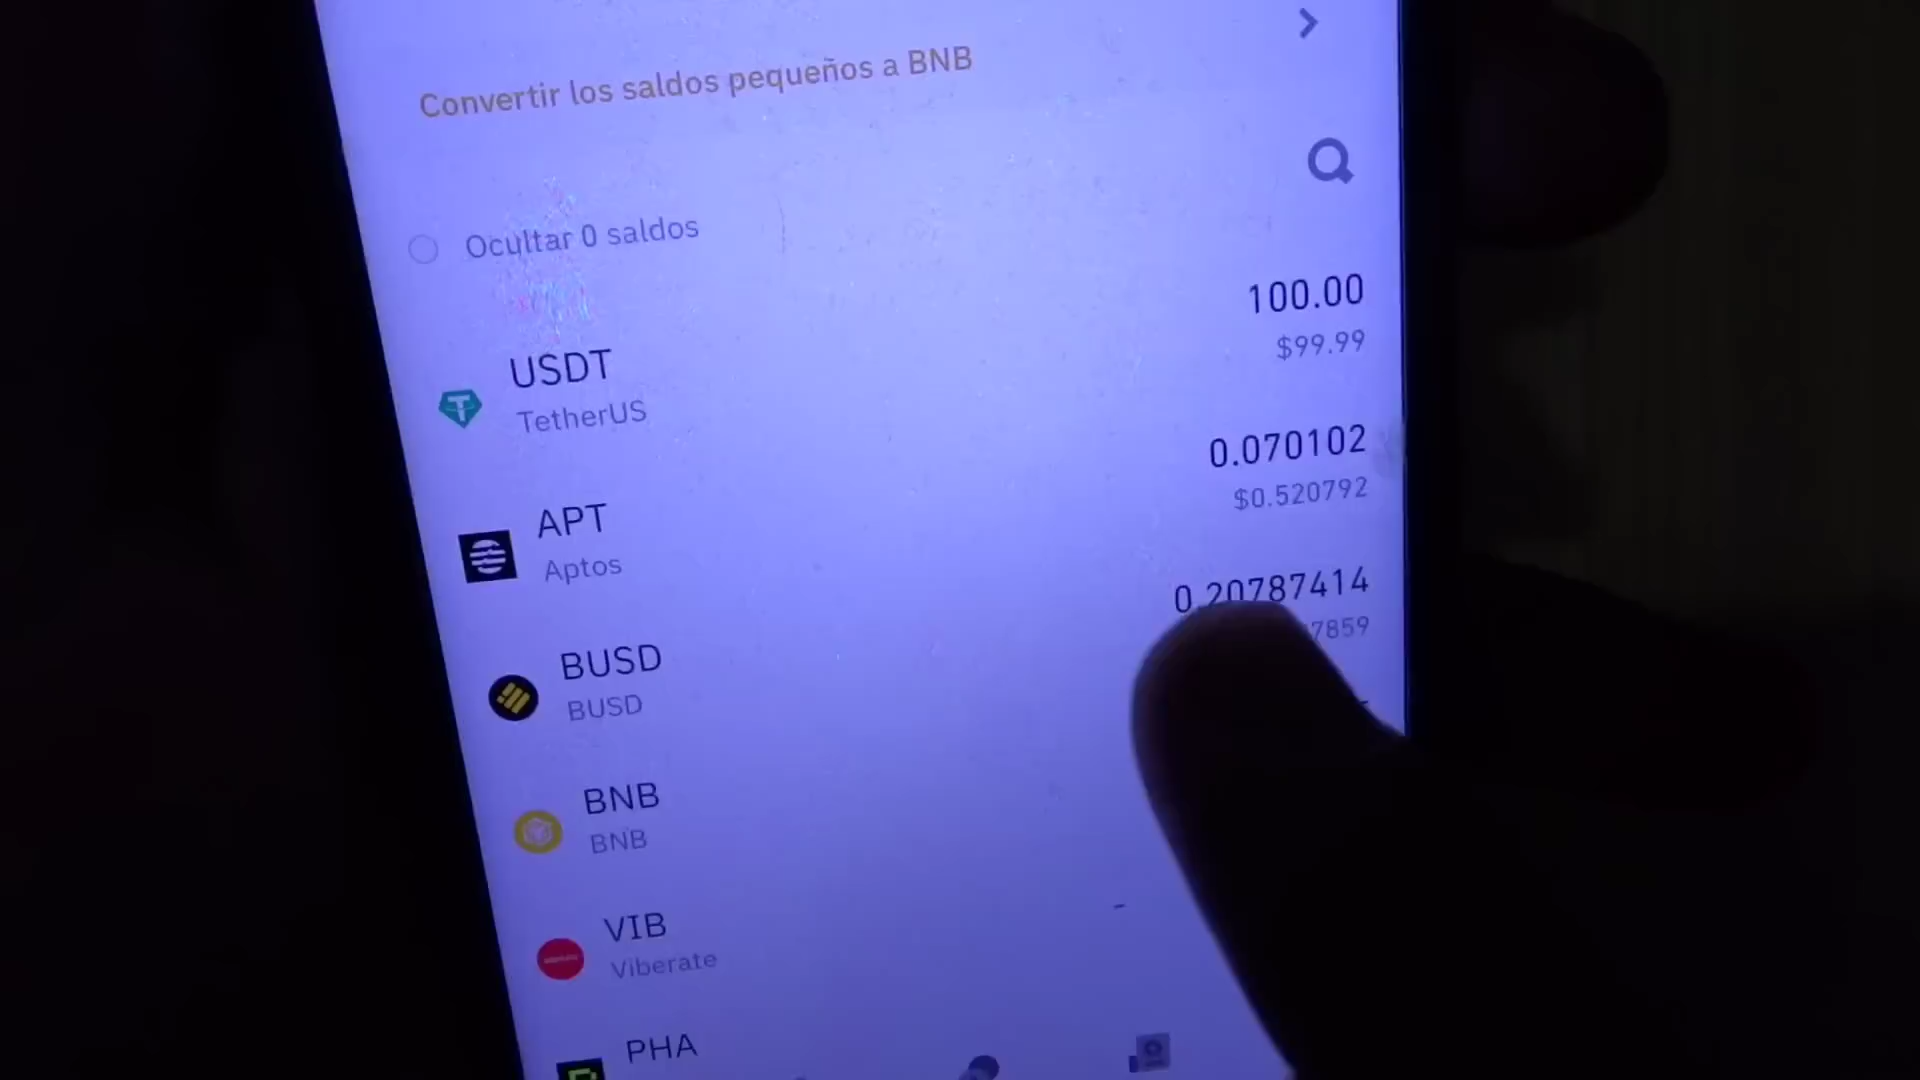 Convertir los saldos pequeños a BNB
Ocultar 0 saldos
USDT 100.00
TetherUS $99.99
APT 0.070102
Aptos $0.520792
BUSD 0.20787414
BUSD 7859
BNB
BNB
VIB -
Viberate
PHA